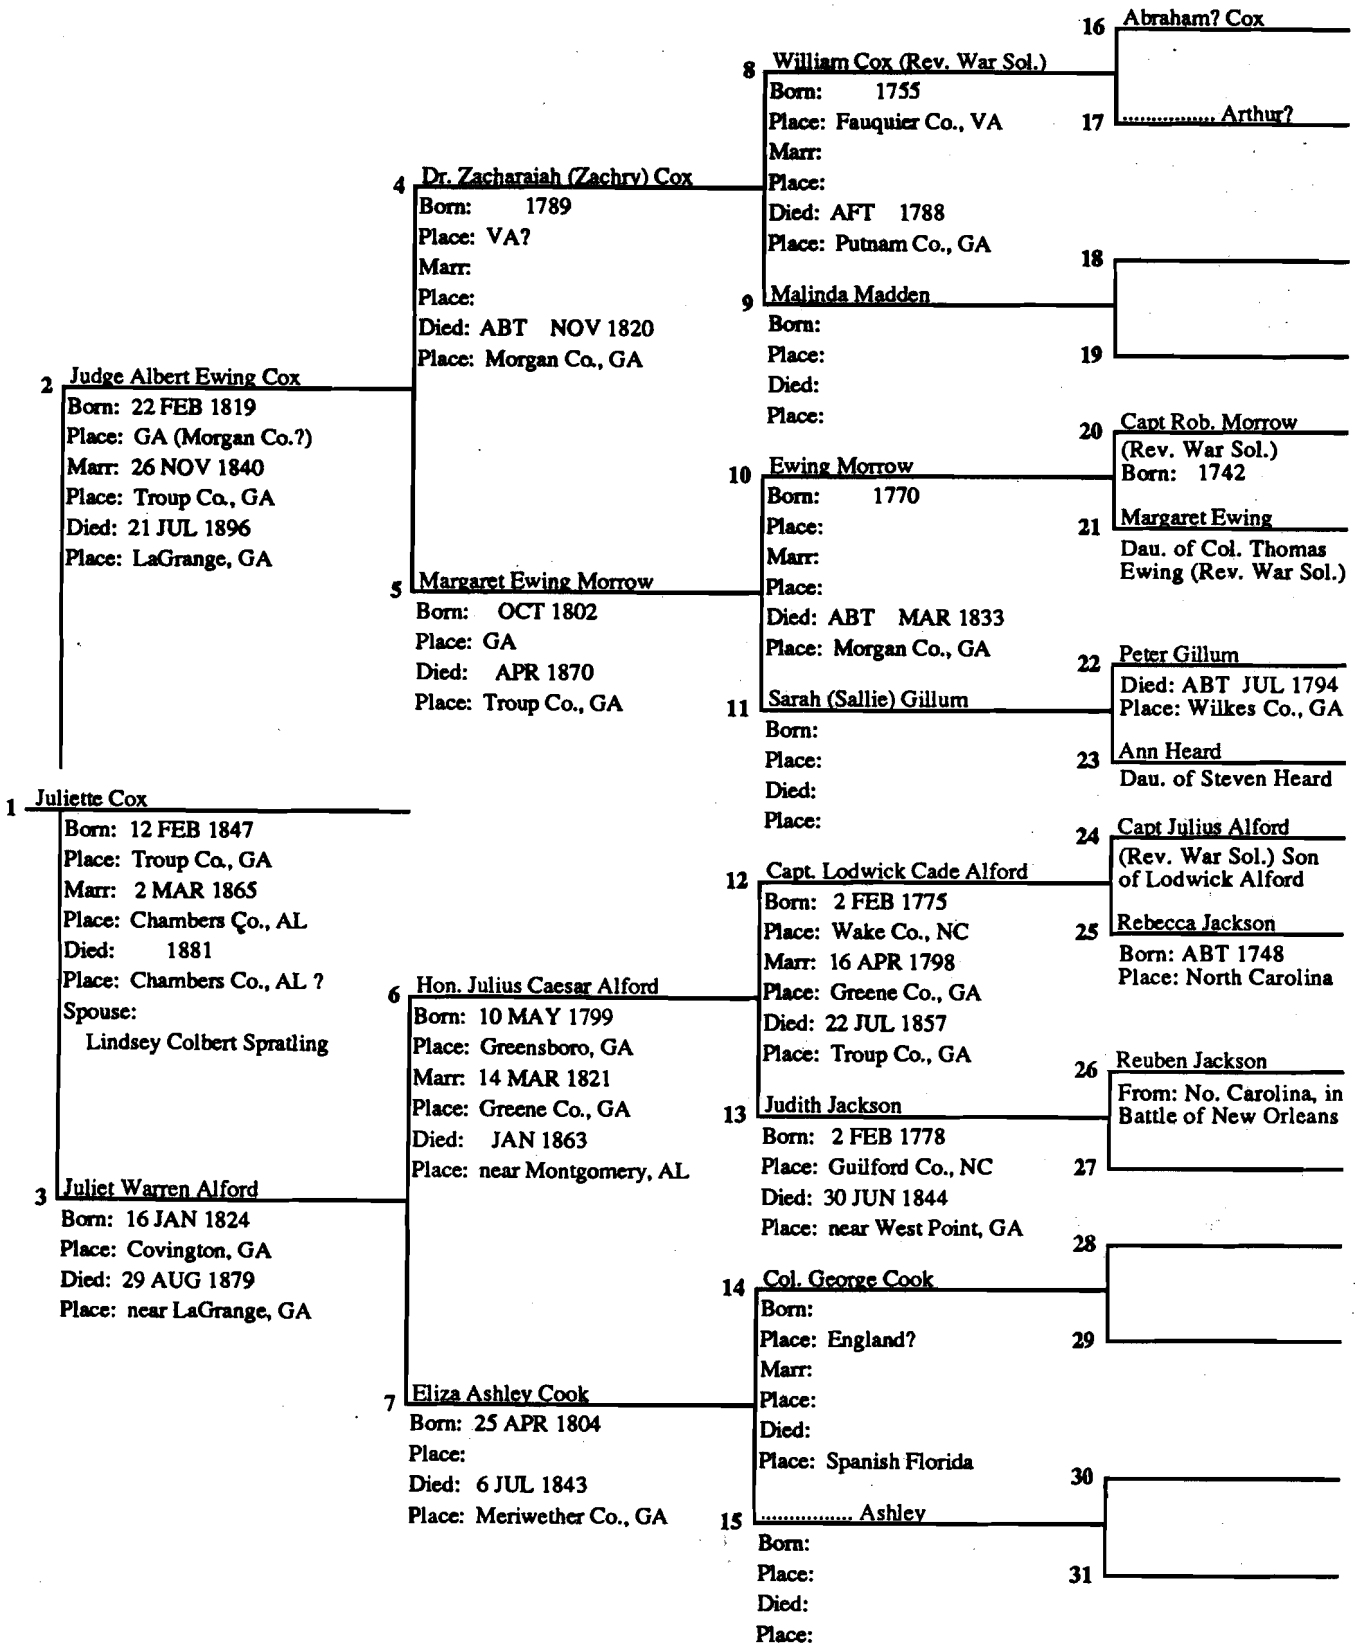 16 Abraham? Cox
17 ................ Arthur?
8 William Cox (Rev. War Sol.)
Born: 1755
Place: Fauquier Co., VA
Marr:
Place:
Died: AFT 1788
Place: Putnam Co., GA
4 Dr. Zacharaiah (Zachry) Cox
Born: 1789
Place: VA?
Marr:
Place:
Died: ABT NOV 1820
Place: Morgan Co., GA
18
9 Malinda Madden
Born:
Place:
Died:
Place:
19
2 Judge Albert Ewing Cox
Born: 22 FEB 1819
Place: GA (Morgan Co.?)
Marr: 26 NOV 1840
Place: Troup Co., GA
Died: 21 JUL 1896
Place: LaGrange, GA
20 Capt Rob. Morrow
(Rev. War Sol.)
Born: 1742
10 Ewing Morrow
Born: 1770
Place:
Marr:
Place:
Died: ABT MAR 1833
Place: Morgan Co., GA
21 Margaret Ewing
Dau. of Col. Thomas
Ewing (Rev. War Sol.)
5 Margaret Ewing Morrow
Born: OCT 1802
Place: GA
Died: APR 1870
Place: Troup Co., GA
22 Peter Gillum
Died: ABT JUL 1794
Place: Wilkes Co., GA
11 Sarah (Sallie) Gillum
Born:
Place:
Died:
Place:
23 Ann Heard
Dau. of Steven Heard
1 Juliette Cox
Born: 12 FEB 1847
Place: Troup Co., GA
Marr: 2 MAR 1865
Place: Chambers Co., AL
Died: 1881
Place: Chambers Co., AL ?
Spouse:
Lindsey Colbert Spratling
24 Capt Julius Alford
(Rev. War Sol.) Son
of Lodwick Alford
12 Capt. Lodwick Cade Alford
Born: 2 FEB 1775
Place: Wake Co., NC
Marr: 16 APR 1798
Place: Greene Co., GA
Died: 22 JUL 1857
Place: Troup Co., GA
25 Rebecca Jackson
Born: ABT 1748
Place: North Carolina
6 Hon. Julius Caesar Alford
Born: 10 MAY 1799
Place: Greensboro, GA
Marr: 14 MAR 1821
Place: Greene Co., GA
Died: JAN 1863
Place: near Montgomery, AL
26 Reuben Jackson
From: No. Carolina, in
Battle of New Orleans
13 Judith Jackson
Born: 2 FEB 1778
Place: Guilford Co., NC
Died: 30 JUN 1844
Place: near West Point, GA
27
3 Juliet Warren Alford
Born: 16 JAN 1824
Place: Covington, GA
Died: 29 AUG 1879
Place: near LaGrange, GA
28
14 Col. George Cook
Born:
Place: England?
Marr:
Place:
Died:
Place: Spanish Florida
29
7 Eliza Ashley Cook
Born: 25 APR 1804
Place:
Died: 6 JUL 1843
Place: Meriwether Co., GA
30
15 ................ Ashley
Born:
Place:
Died:
Place:
31